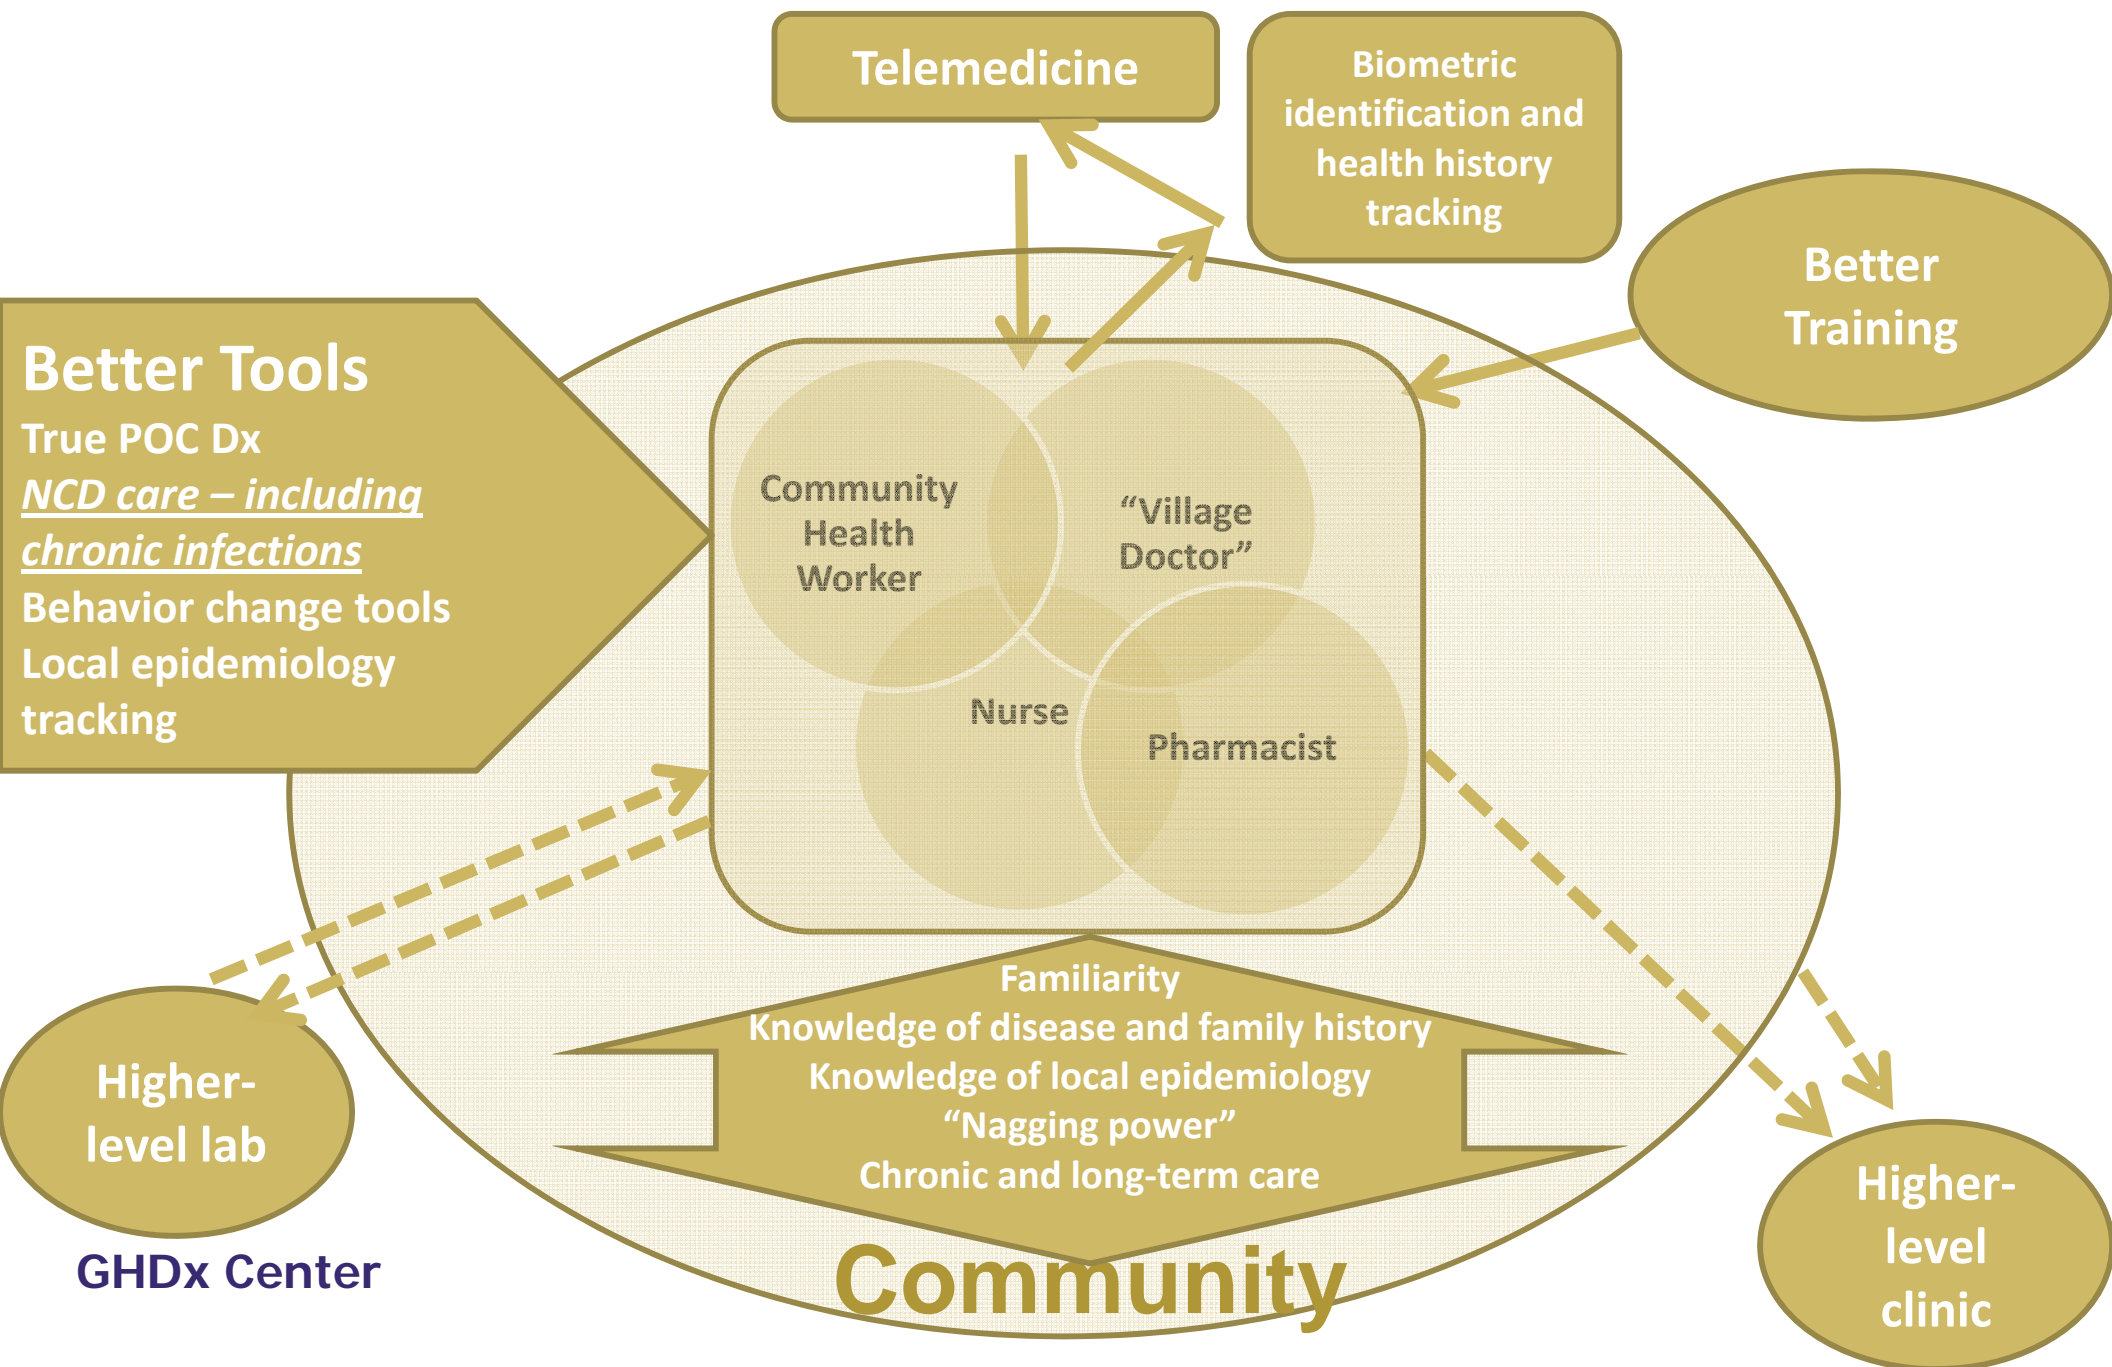 Telemedicine
Biometric
identification and
health history
tracking
Better
Training
Better Tools
True POC Dx
NCD care – including
chronic infections
Behavior change tools
Local epidemiology
tracking
Community
Health
Worker
“Village
Doctor”
Nurse
Pharmacist
Familiarity
Knowledge of disease and family history
Knowledge of local epidemiology
“Nagging power”
Chronic and long-term care
Higher-
level lab
GHDx Center
Community
Higher-
level
clinic